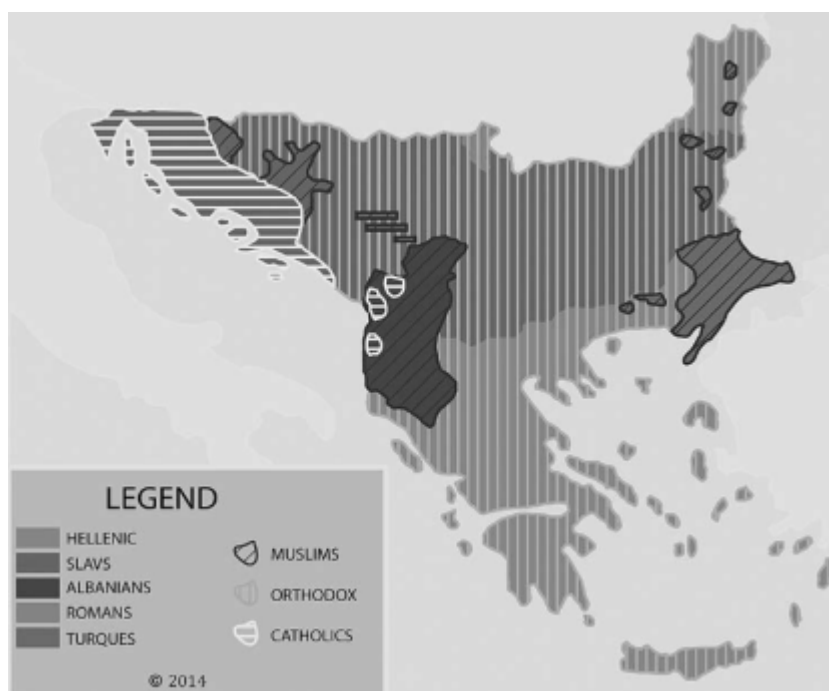 LEGEND
HELLENIC
SLAVS
ALBANIANS
ROMANS
TURQUES
MUSLIMS
ORTHODOX
CATHOLICS
© 2014